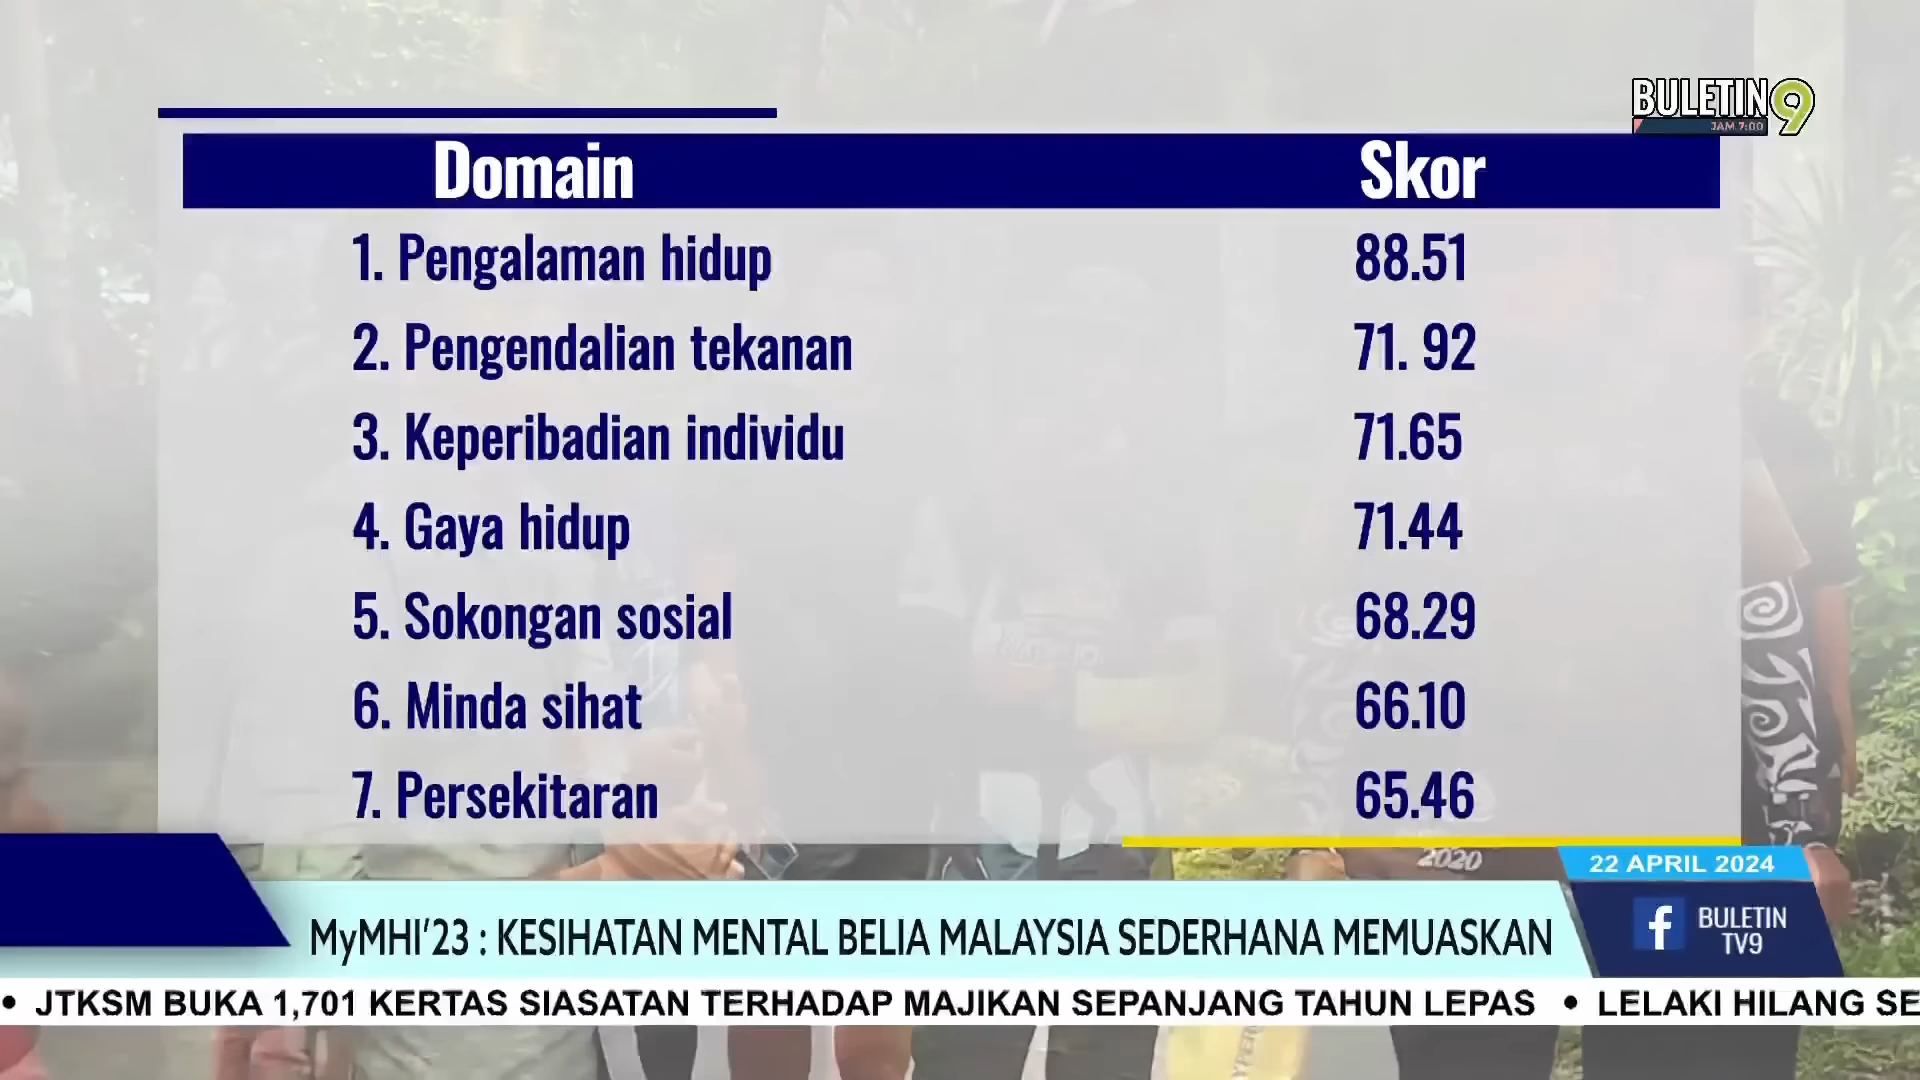 BULETIN 9
JAM 7:00
Domain Skor
1. Pengalaman hidup 88.51
2. Pengendalian tekanan 71. 92
3. Keperibadian individu 71.65
4. Gaya hidup 71.44
5. Sokongan sosial 68.29
6. Minda sihat 66.10
7. Persekitaran 65.46
2020
22 APRIL 2024
MyMHI'23 : KESIHATAN MENTAL BELIA MALAYSIA SEDERHANA MEMUASKAN
f BULETIN
TV9
• JTKSM BUKA 1,701 KERTAS SIASATAN TERHADAP MAJIKAN SEPANJANG TAHUN LEPAS • LELAKI HILANG SE